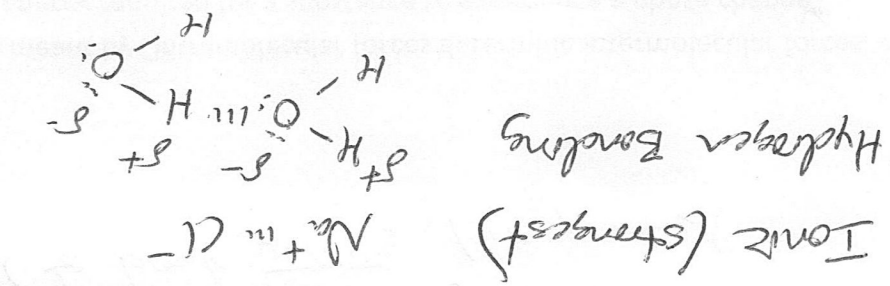 Ionic (strongest) Na⁺ ··· Cl⁻
δ+ δ- δ+
Hydrogen Bonding H O ··· H δ-
H O
H